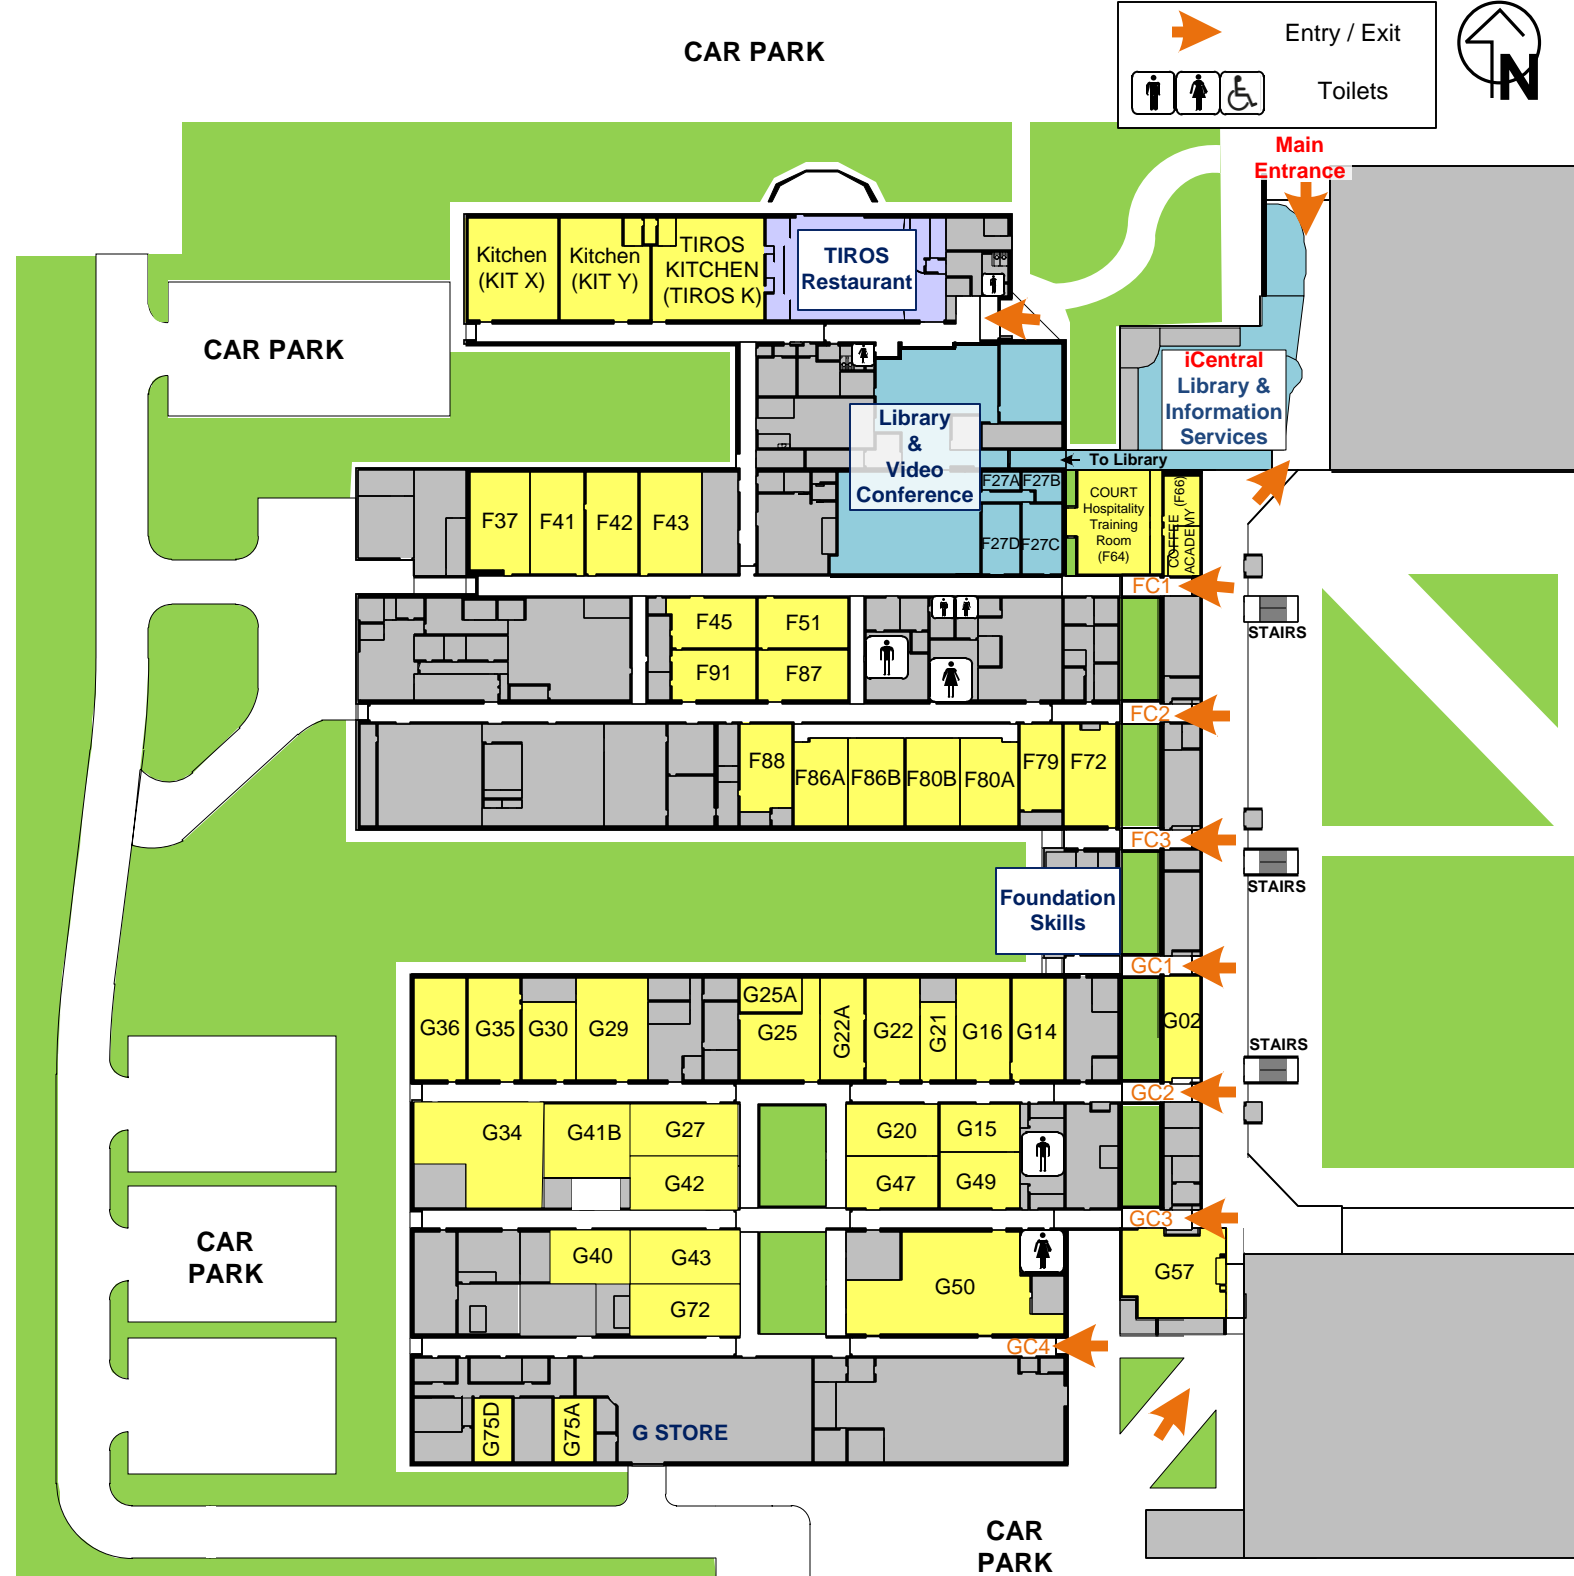 CAR PARK
Entry / Exit
Toilets
N
Main
Entrance
Kitchen
(KIT X)
Kitchen
(KIT Y)
TIROS
KITCHEN
(TIROS K)
TIROS
Restaurant
CAR PARK
iCentral
Library &
Information
Services
Library
&
Video
Conference
To Library
F37
F41
F42
F43
F27A
F27B
F27D
F27C
COURT
Hospitality
Training
Room
(F64)
COFFEE (F66)
ACADEMY
FC1
STAIRS
F45
F51
F91
F87
FC2
F88
F86A
F86B
F80B
F80A
F79
F72
FC3
STAIRS
Foundation
Skills
GC1
G36
G35
G30
G29
G25A
G25
G22A
G22
G21
G16
G14
G02
STAIRS
GC2
G34
G41B
G27
G42
G20
G15
G47
G49
GC3
CAR
PARK
G40
G43
G72
G50
G57
GC4
G75D
G75A
G STORE
CAR
PARK